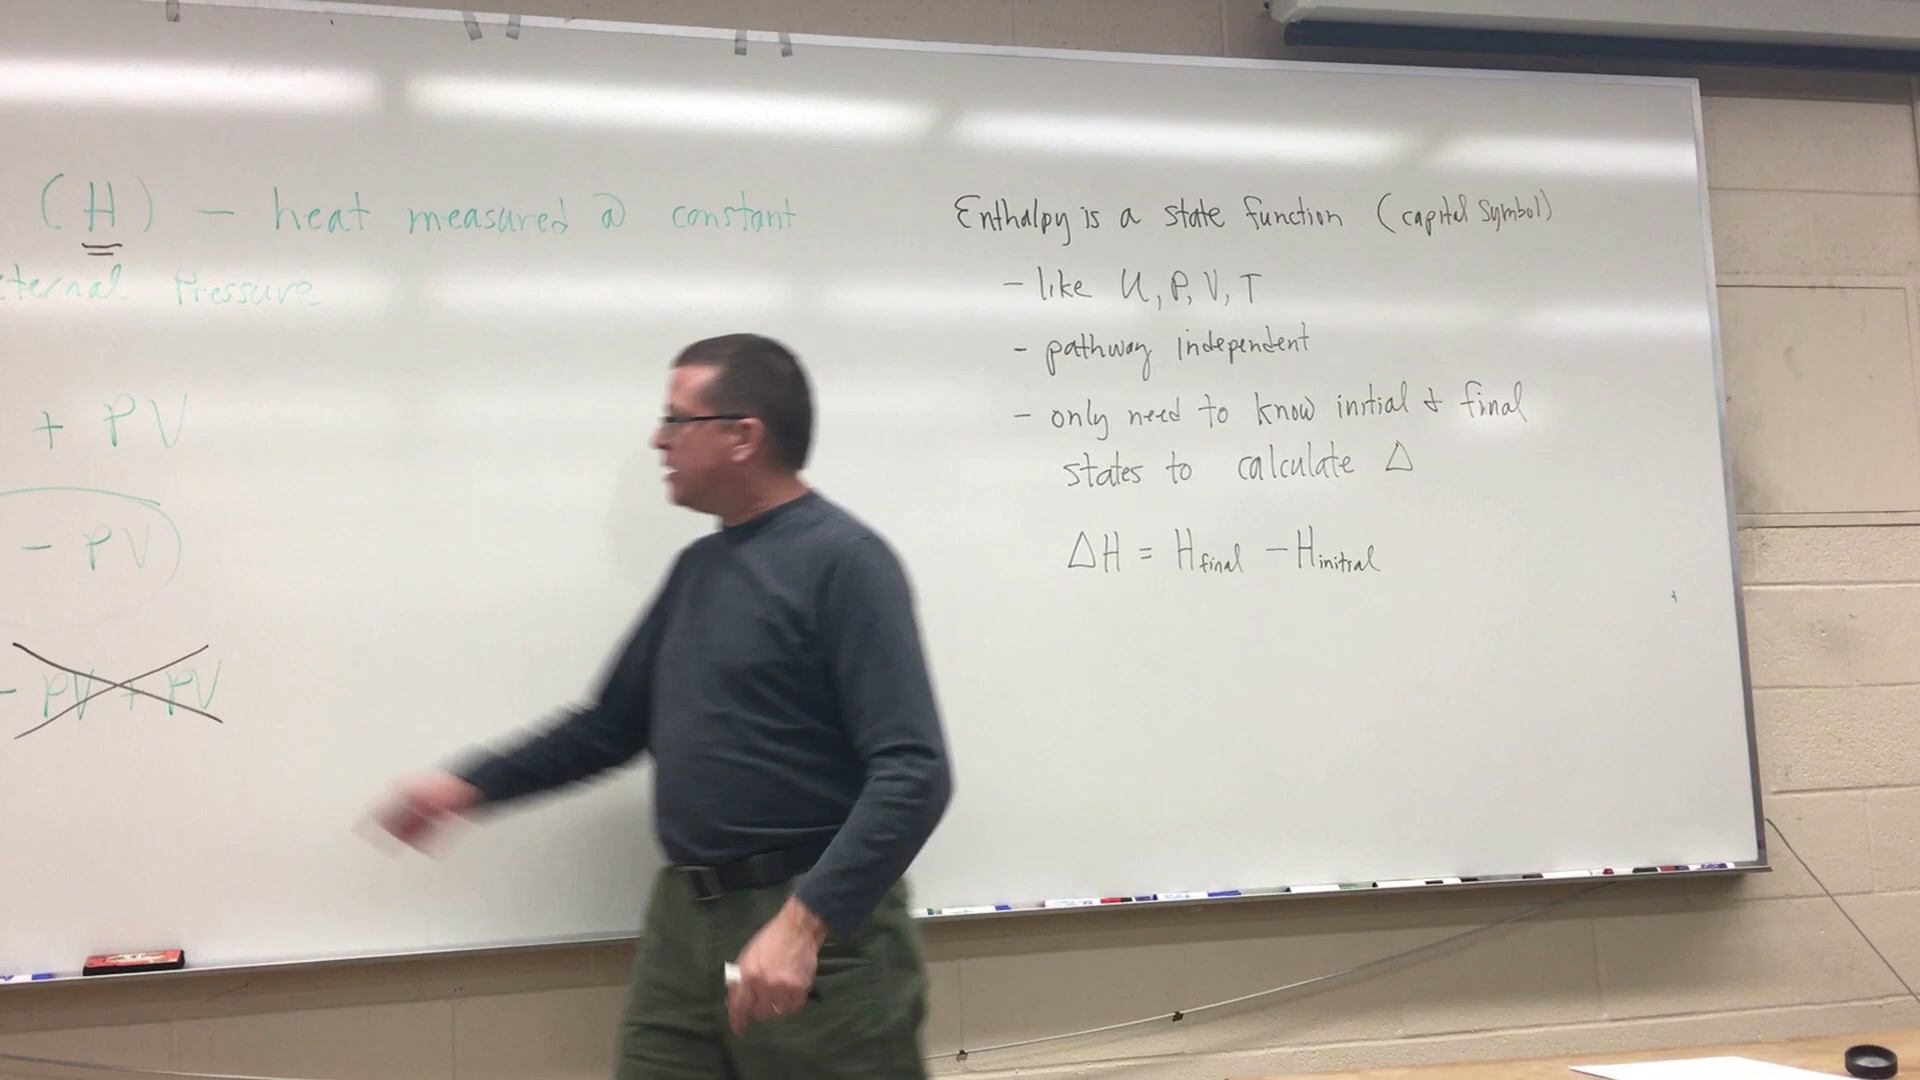 (H) – heat measured @ constant
ternal Pressure
+ PV
- PV
- PV + PV
Enthalpy is a state function (capital symbol)
- like U, P, V, T
- pathway independent
- only need to know initial & final
states to calculate Δ
ΔH = Hfinal - Hinitial